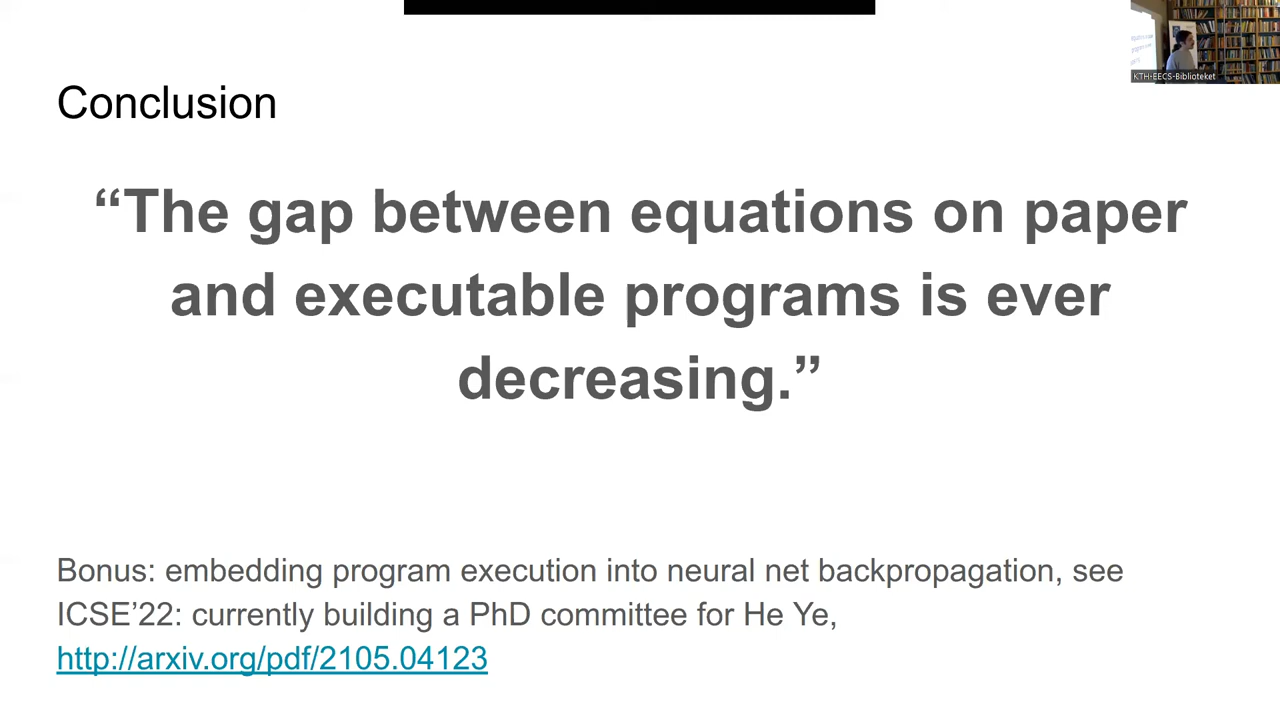 KTH-EECS-Biblioteket
Conclusion
“The gap between equations on paper
and executable programs is ever
decreasing.”
Bonus: embedding program execution into neural net backpropagation, see
ICSE’22: currently building a PhD committee for He Ye,
http://arxiv.org/pdf/2105.04123